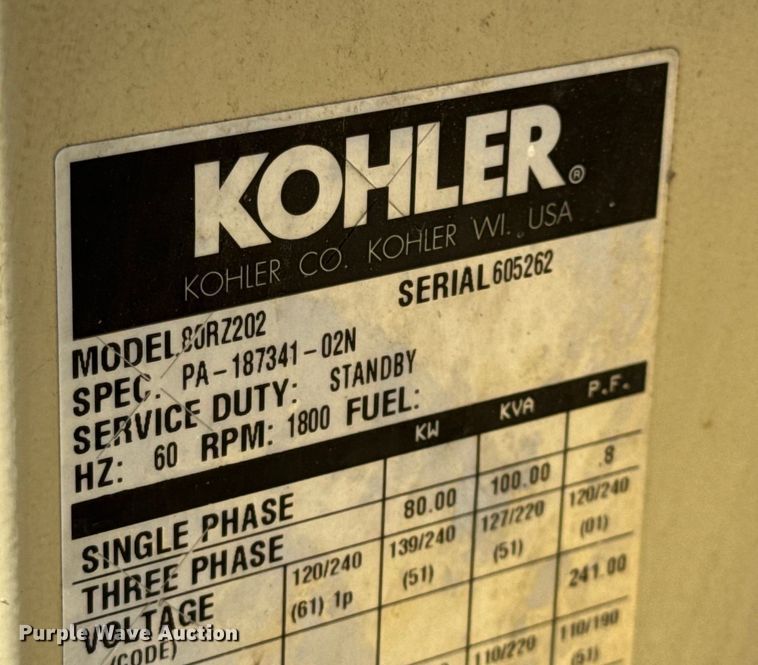 KOHLER®
KOHLER CO. KOHLER WI. USA
MODEL 80RZ202 SERIAL 605262
SPEC. PA-187341-02N
SERVICE DUTY: STANDBY
HZ: 60 RPM: 1800 FUEL:
KW KVA P.F.
SINGLE PHASE
THREE PHASE 80.00 100.00 .8
VOLTAGE 120/240 139/240 127/220 120/240
(CODE) (61) 1p (51) (51) (01)
241.00
110/220 110/190
(51)
Purple Wave Auction